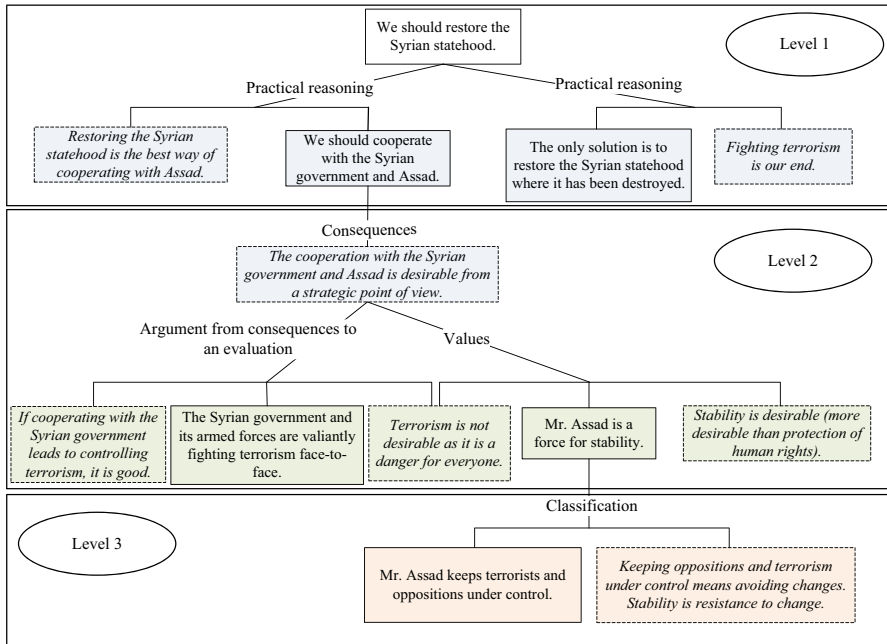 We should restore the
Syrian statehood.
Level 1
Practical reasoning
Practical reasoning
Restoring the Syrian
statehood is the best way of
cooperating with Assad.
We should cooperate
with the Syrian
government and Assad.
The only solution is to
restore the Syrian statehood
where it has been destroyed.
Fighting terrorism
is our end.
Consequences
Level 2
The cooperation with the Syrian
government and Assad is desirable from
a strategic point of view.
Argument from consequences to
an evaluation
Values
If cooperating with the
Syrian government
leads to controlling
terrorism, it is good.
The Syrian government and
its armed forces are valiantly
fighting terrorism face-to-
face.
Terrorism is not
desirable as it is a
danger for everyone.
Mr. Assad is a
force for stability.
Stability is desirable (more
desirable than protection of
human rights).
Level 3
Classification
Mr. Assad keeps terrorists and
oppositions under control.
Keeping oppositions and terrorism
under control means avoiding changes.
Stability is resistance to change.